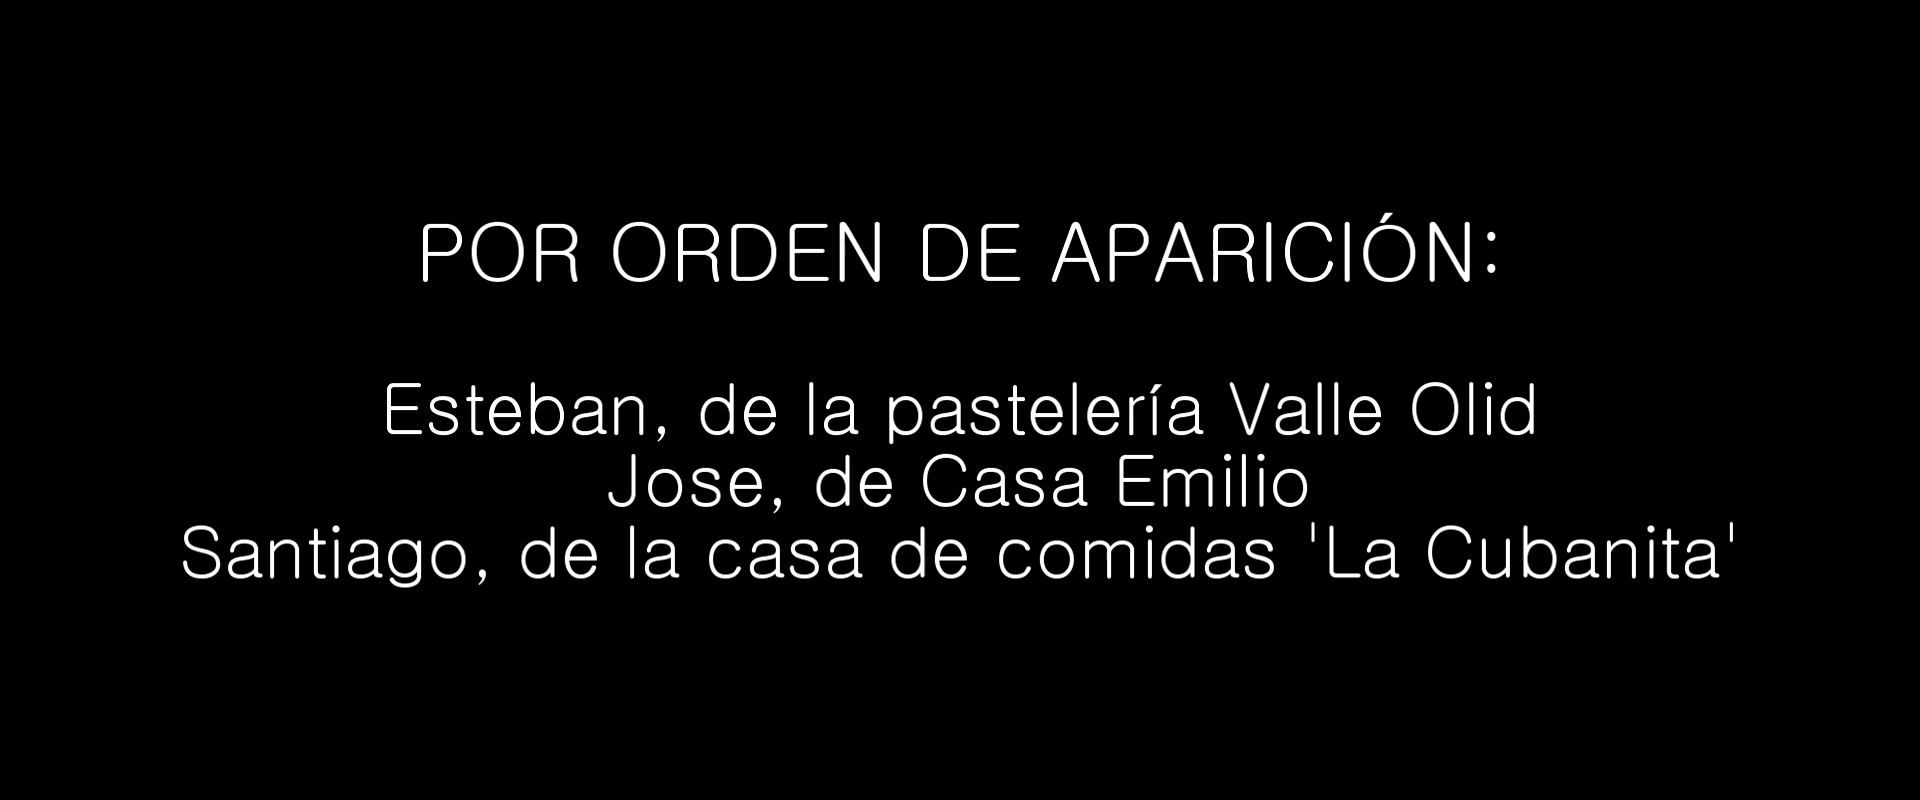 POR ORDEN DE APARICIÓN:
Esteban, de la pastelería Valle Olid
Jose, de Casa Emilio
Santiago, de la casa de comidas 'La Cubanita'